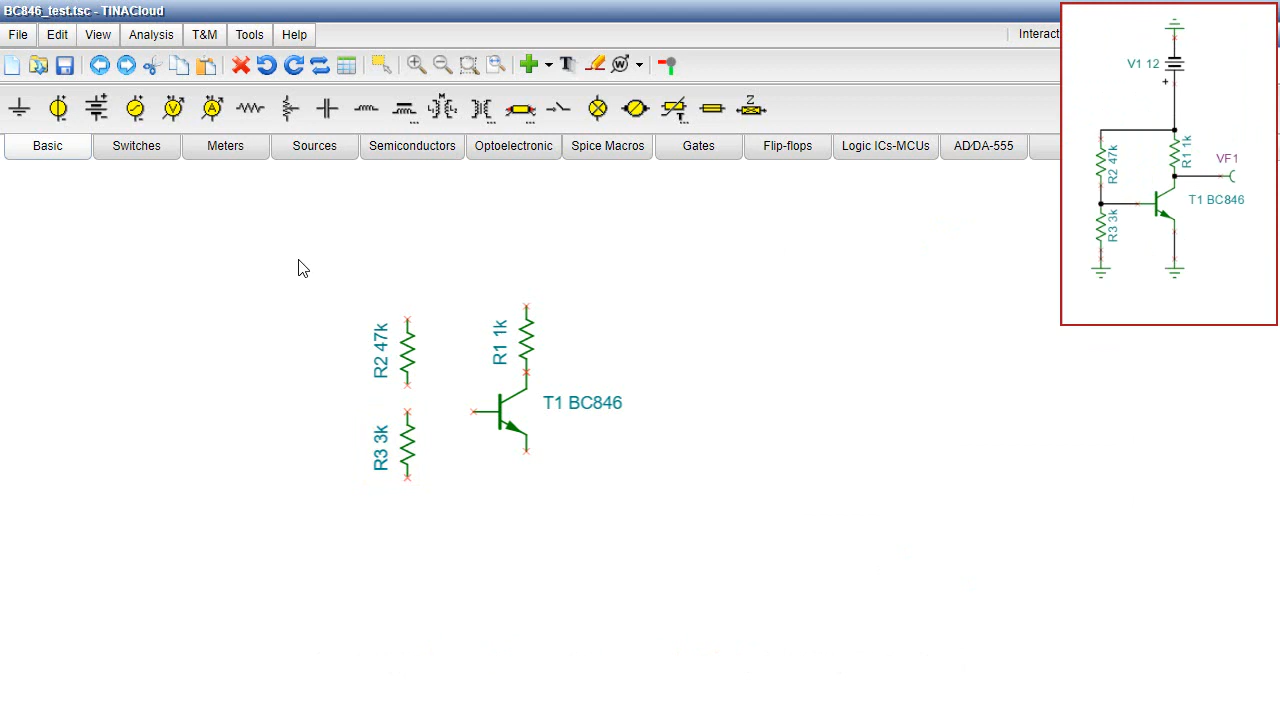 BC846_test.tsc - TINACloud
File Edit View Analysis T&M Tools Help Interact
Basic Switches Meters Sources Semiconductors Optoelectronic Spice Macros Gates Flip-flops Logic ICs-MCUs AD/DA-555
V1 12
+
R2 47k
R1 1k
VF1
R3 3k
T1 BC846
R2 47k
R1 1k
R3 3k
T1 BC846